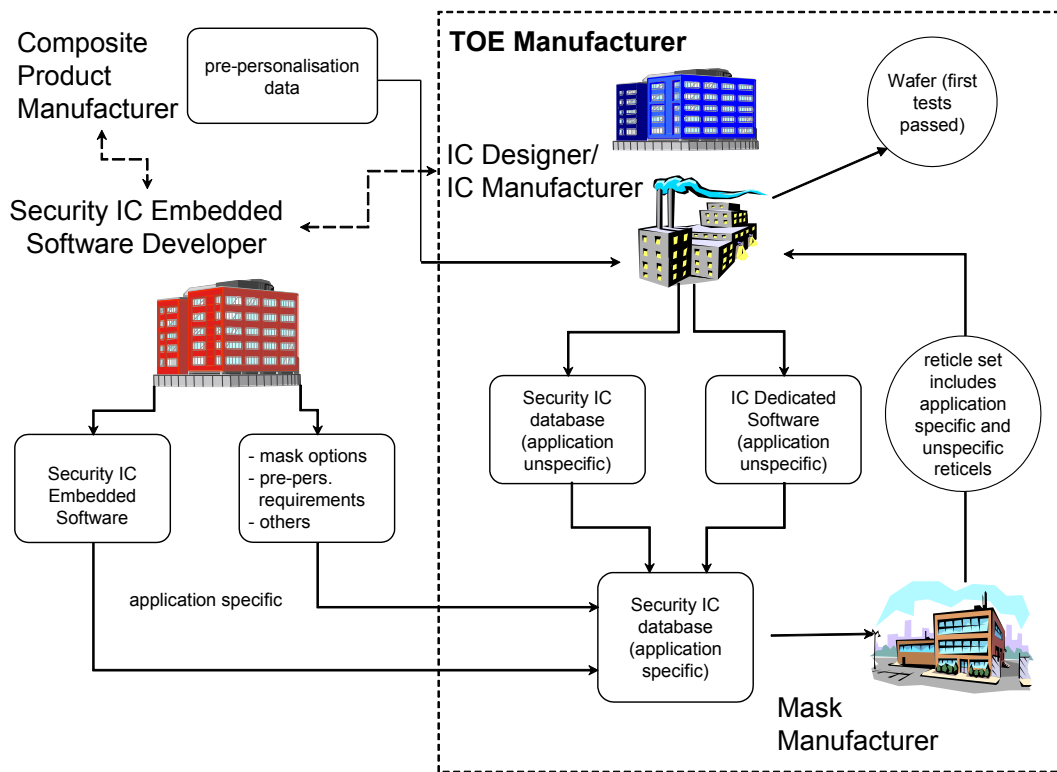 Composite
Product
Manufacturer
pre-personalisation
data
TOE Manufacturer
Wafer (first
tests
passed)
IC Designer/
IC Manufacturer
Security IC Embedded
Software Developer
reticle set
includes
application
specific and
unspecific
reticels
Security IC
database
(application
unspecific)
IC Dedicated
Software
(application
unspecific)
Security IC
Embedded
Software
- mask options
- pre-pers.
requirements
- others
application specific
Security IC
database
(application
specific)
Mask
Manufacturer